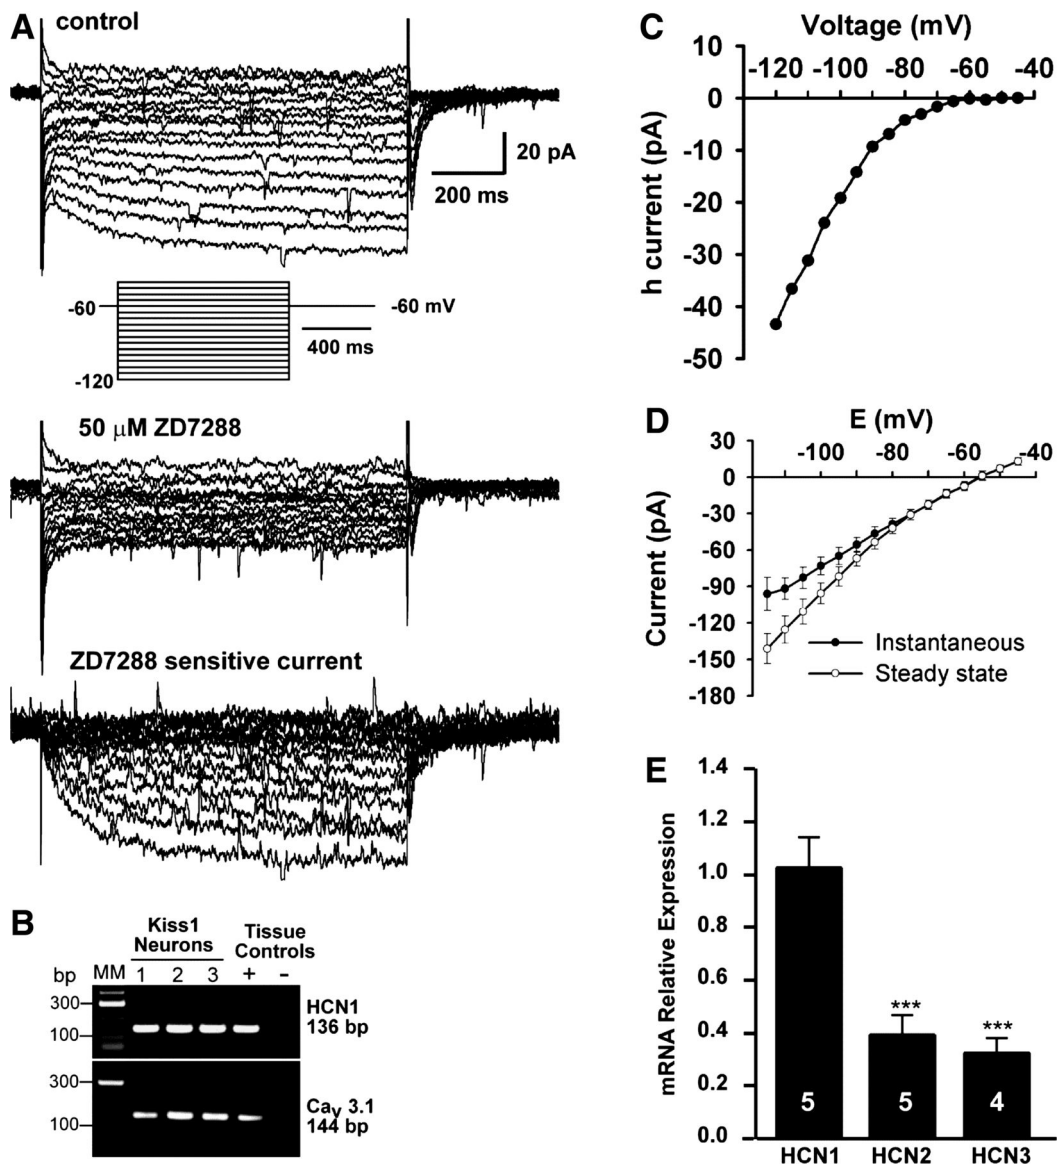 A
control
20 pA
200 ms
-60
-60 mV
400 ms
-120
50 μM ZD7288
ZD7288 sensitive current
B
Kiss1
Neurons
Tissue
Controls
bp MM 1 2 3 + -
300
100
HCN1
136 bp
300
100
Cav 3.1
144 bp
C
Voltage (mV)
-120 -100 -80 -60 -40
10
0
-10
-20
-30
-40
-50
h current (pA)
D
E (mV)
-100 -80 -60 -40
30
0
-30
-60
-90
-120
-150
-180
Current (pA)
Instantaneous
Steady state
E
1.4
1.2
1.0
0.8
0.6
0.4
0.2
0.0
mRNA Relative Expression
*** ***
5 5 4
HCN1 HCN2 HCN3